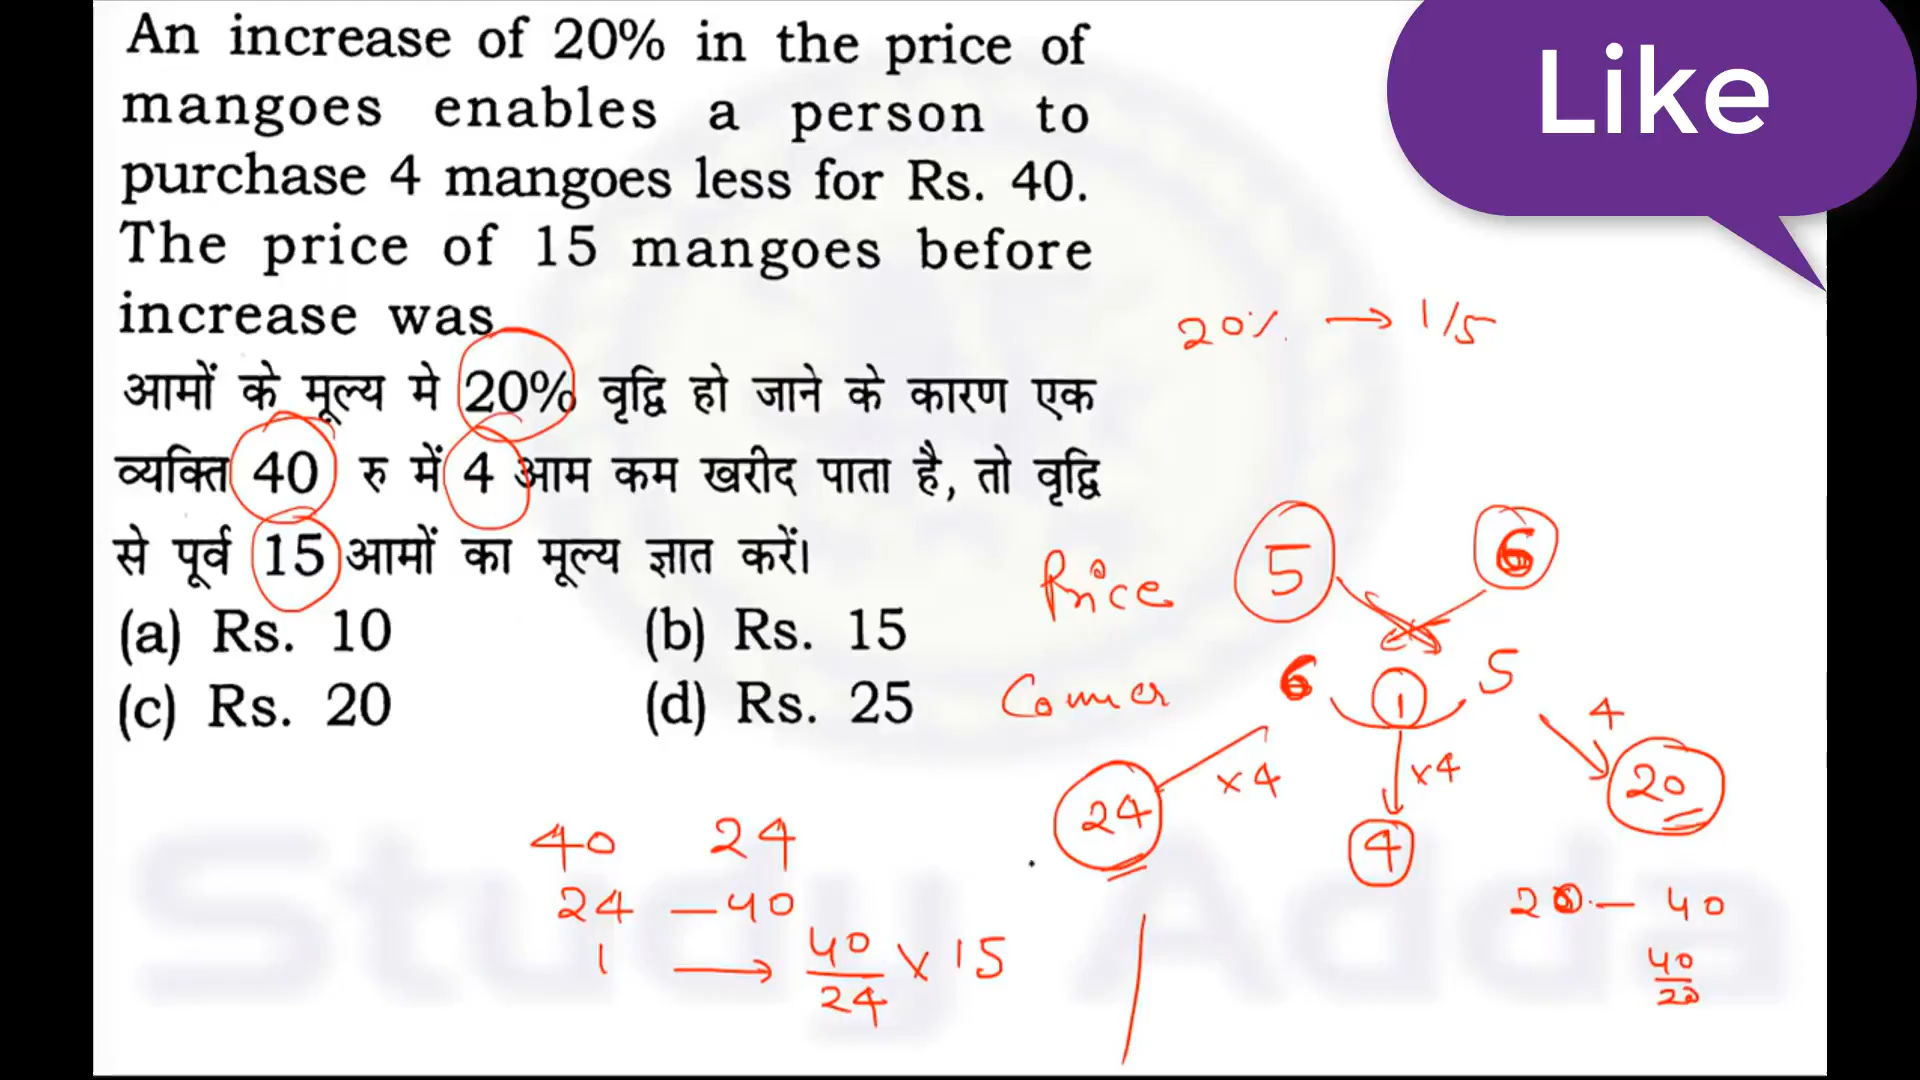 An increase of 20% in the price of
mangoes enables a person to
purchase 4 mangoes less for Rs. 40.
The price of 15 mangoes before
increase was
आमों के मूल्य मे 20% वृद्दि हो जाने के कारण एक
व्यक्ति 40 रु में 4 आम कम खरीद पाता है, तो वृद्दि
से पूर्व 15 आमों का मूल्य ज्ञात करें।
(a) Rs. 10 (b) Rs. 15
(c) Rs. 20 (d) Rs. 25
Like
20% → 1/5
Price 5 6
6 1 5
×4 ×4 4
24 4 20
40 24
24 – 40
1 → 40/24 × 15
20 – 40
40/20
Study Adda